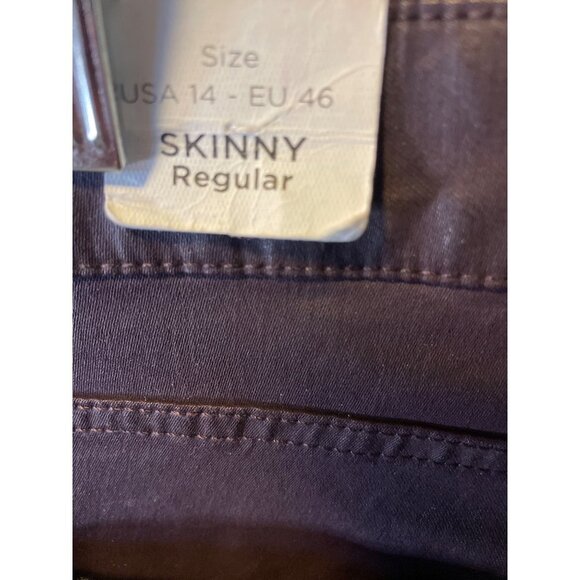 Size
USA 14 - EU 46
SKINNY
Regular